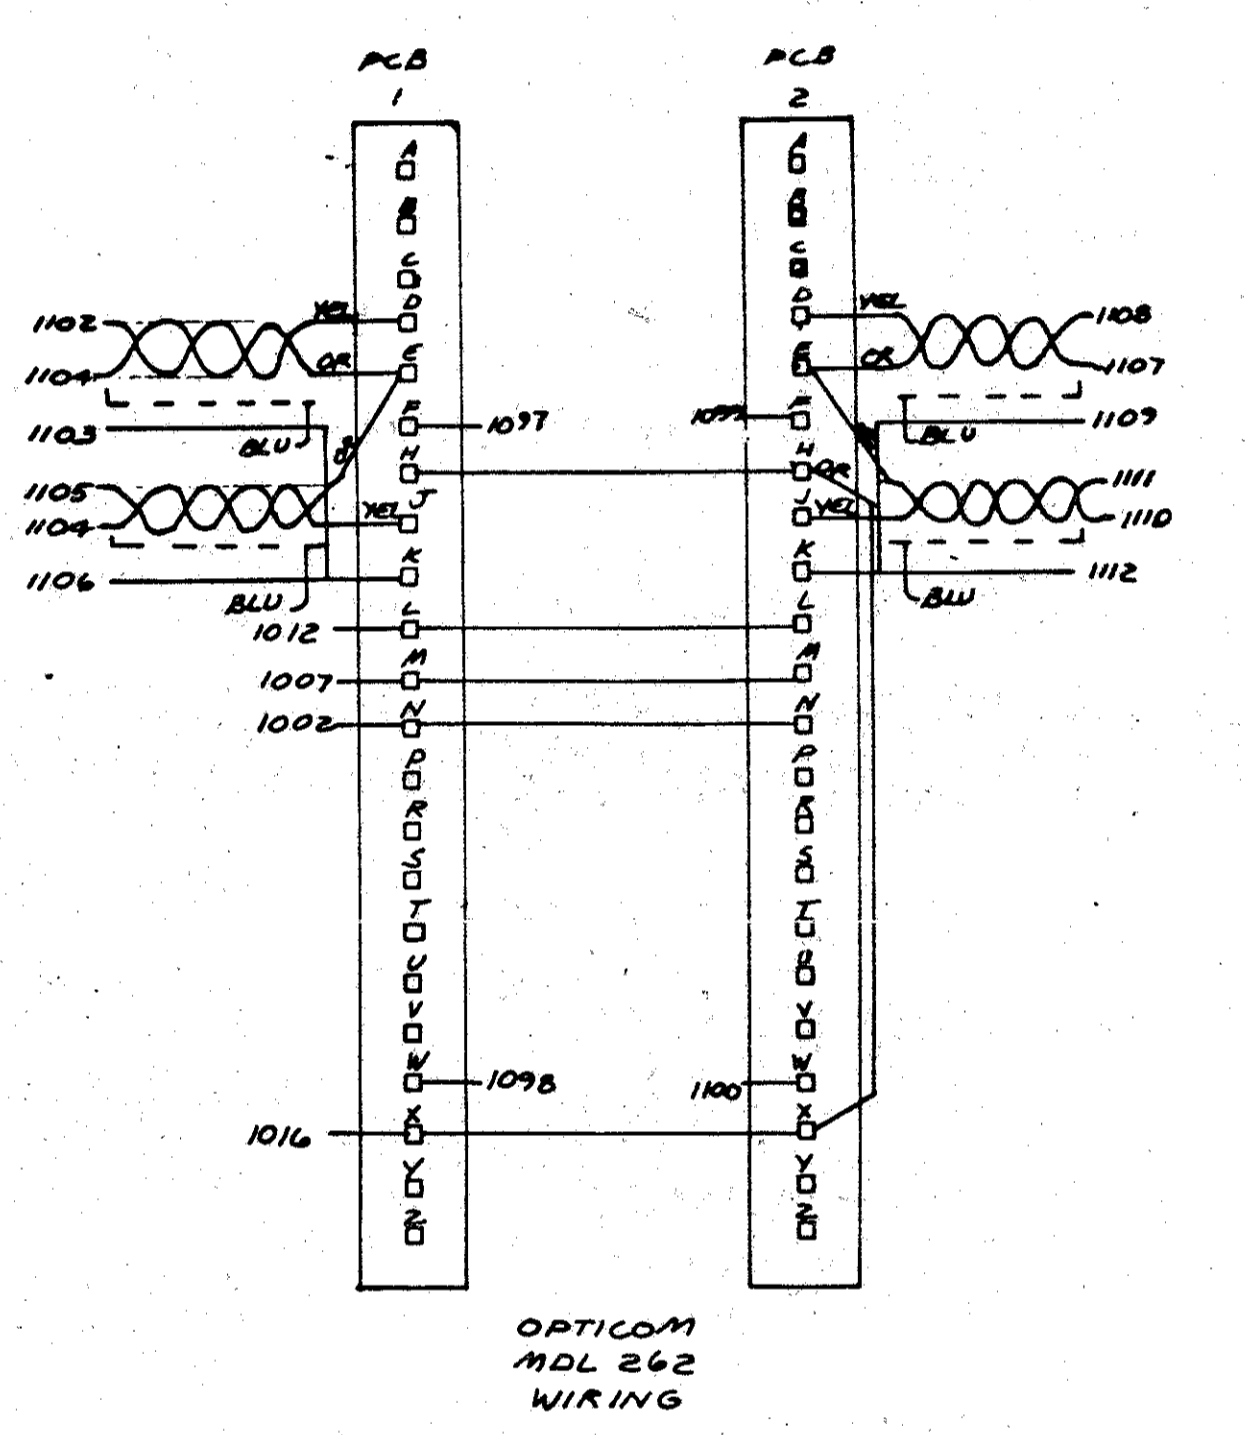 PCB
1
A
B
C
D
E
F
H
J
K
L
M
N
P
R
S
T
U
V
W
X
Y
Z
1102
YEL
1104
OR
1103
BLU
1105
OR
1104
YEL
1106
BLU
1012
1007
1002
1016
1097
1098
PCB
2
A
B
C
D
E
F
H
J
K
L
M
N
P
R
S
T
U
V
W
X
Y
Z
1099
1100
YEL
1108
OR
1107
1109
BLU
OR
1111
YEL
1110
1112
BLU
OPTICOM
MDL 262
WIRING